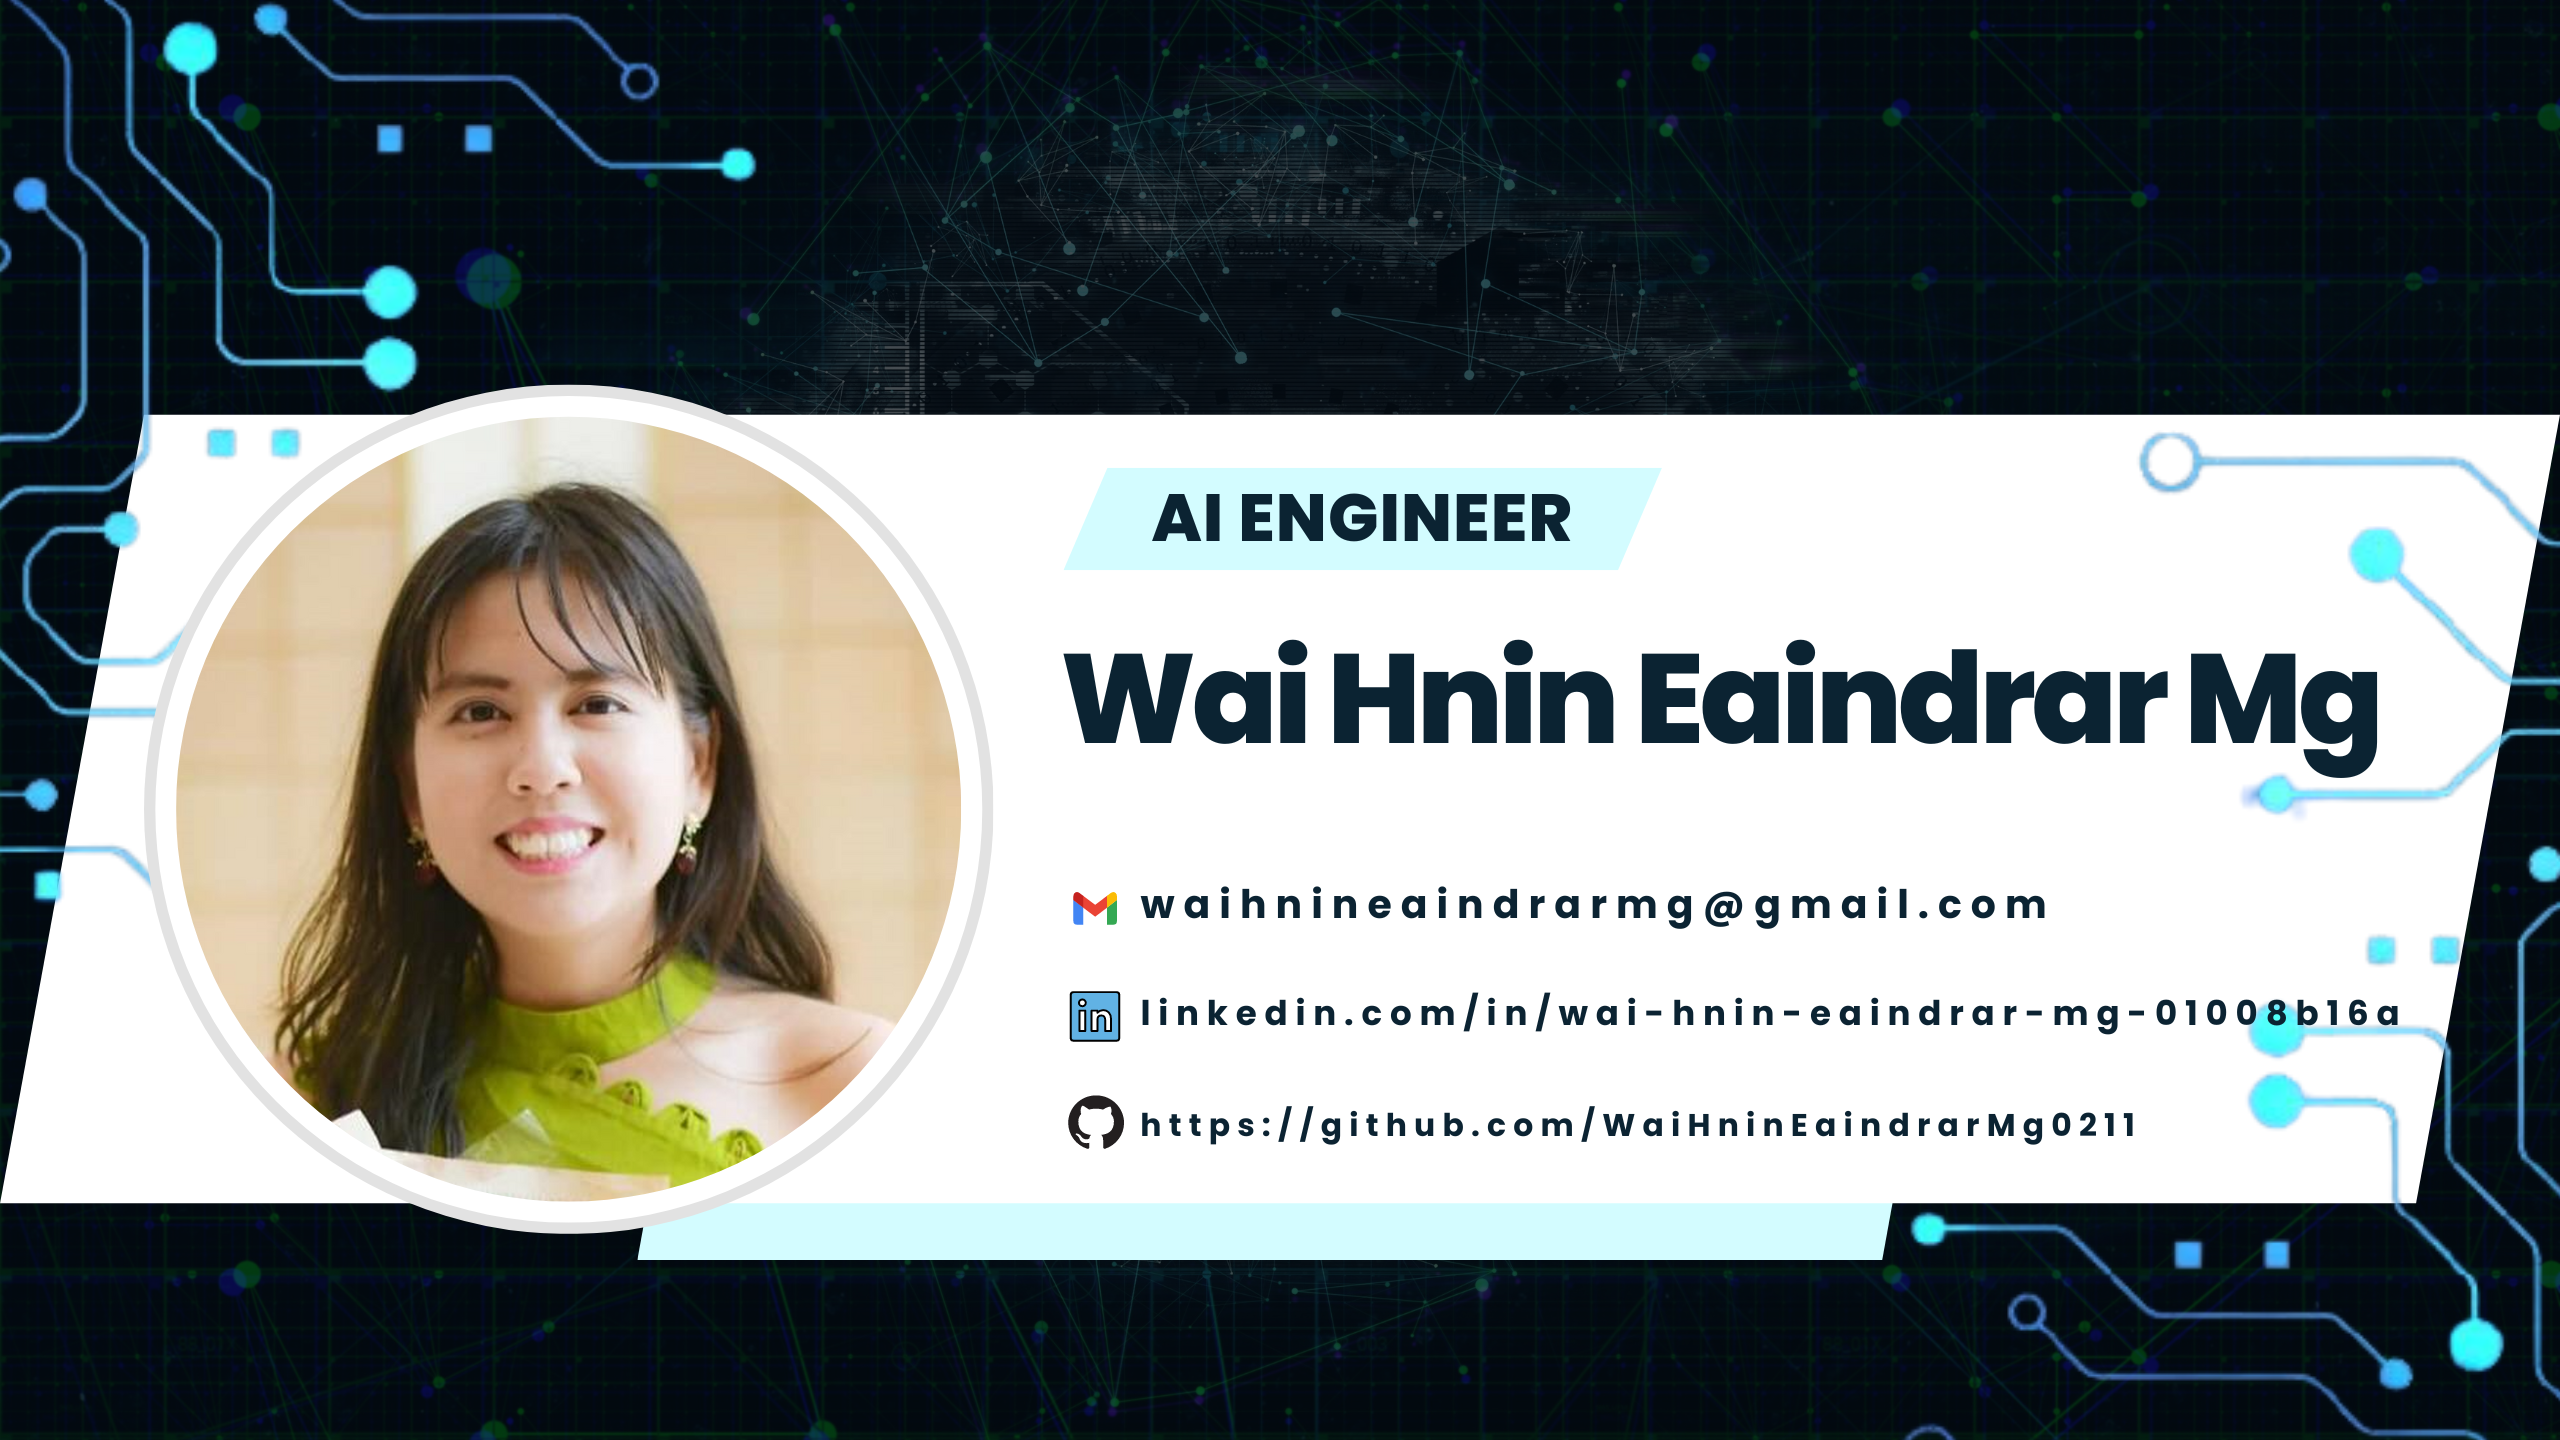 AI ENGINEER
Wai Hnin Eaindrar Mg
waihnineaindrarmg@gmail.com
in linkedin.com/in/wai-hnin-eaindrar-mg-01008b16a
https://github.com/WaiHninEaindrarMg0211